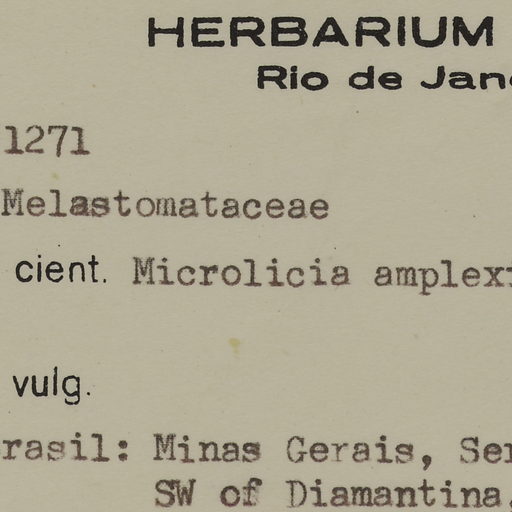 HERBARIUM
Rio de Jan
1271
Melastomataceae
cient. Microlicia amplex
vulg.
rasil: Minas Gerais, Se
SW of Diamantina,